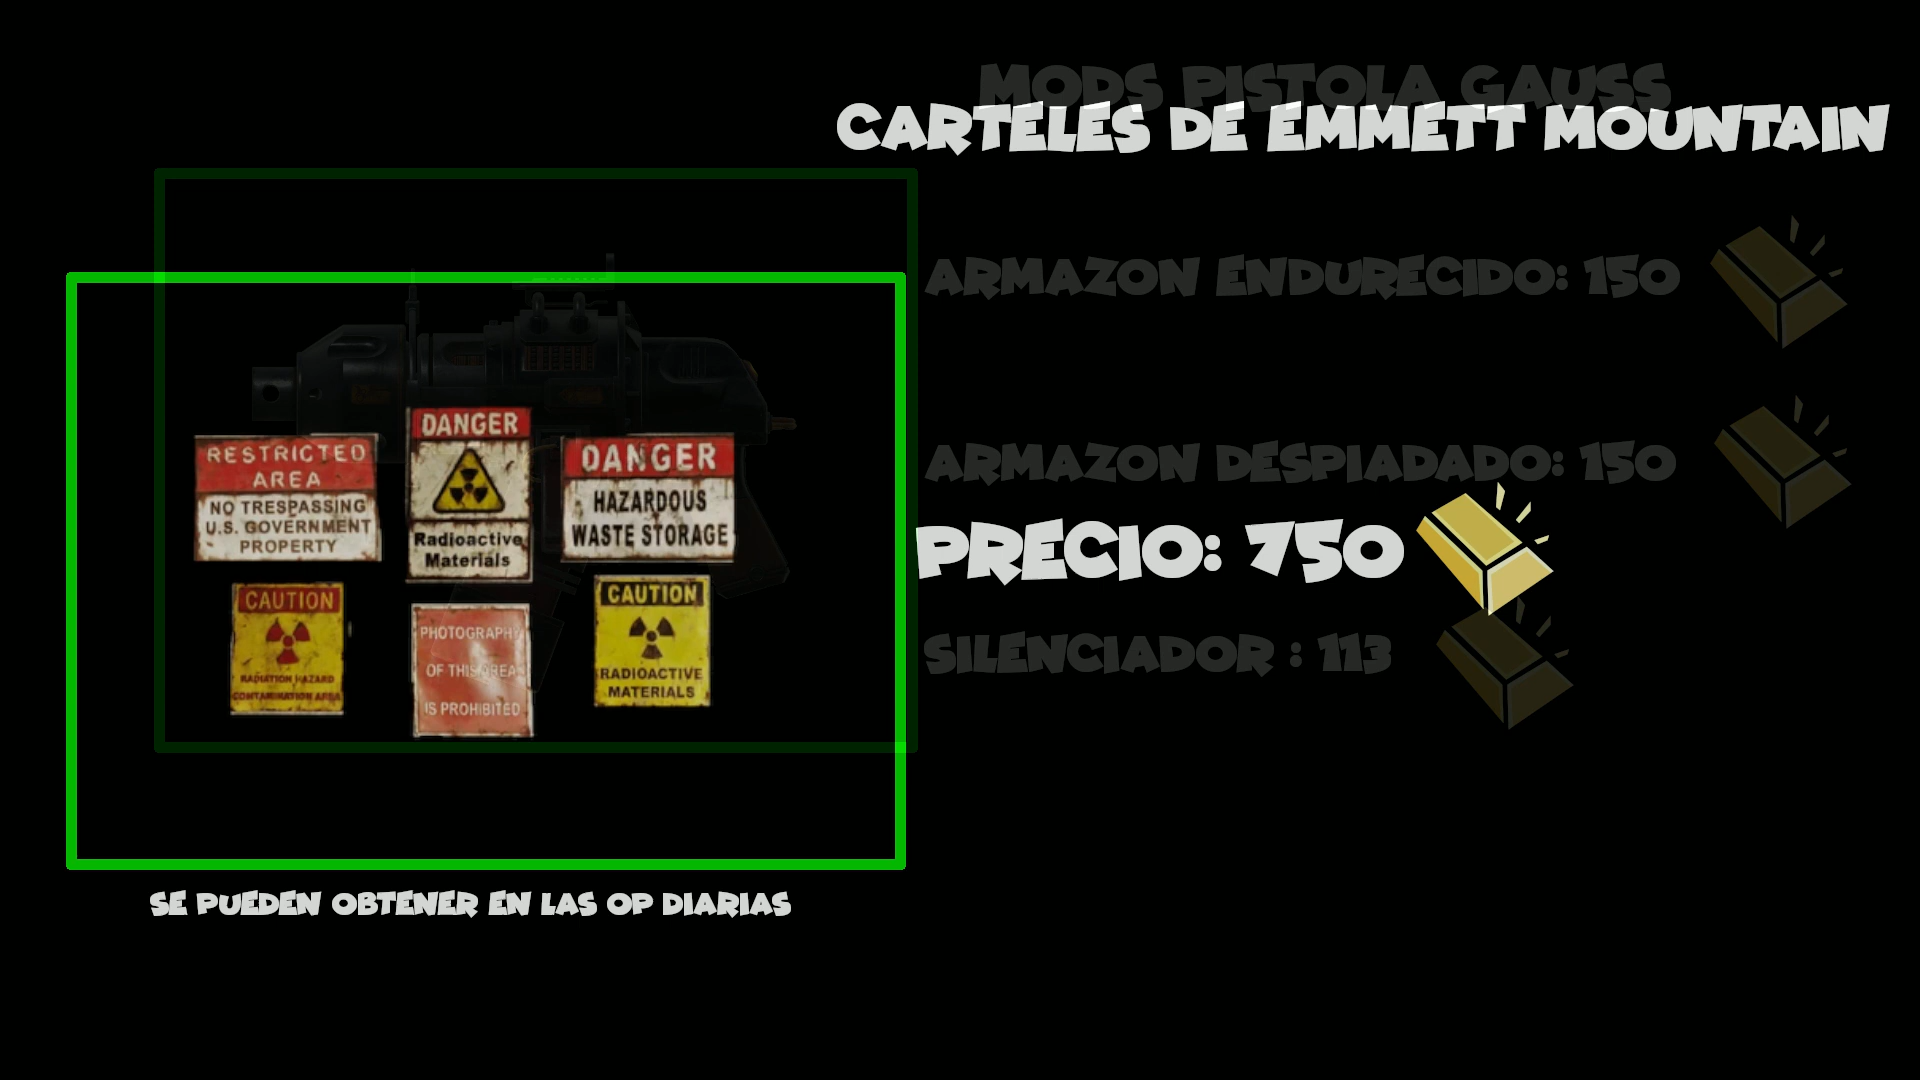 MODS PISTOLA GAUSS
CARTELES DE EMMETT MOUNTAIN
ARMAZON ENDURECIDO: 150
ARMAZON DESPIADADO: 150
PRECIO: 750
SILENCIADOR : 113
RESTRICTED
AREA
NO TRESPASSING
U.S. GOVERNMENT
PROPERTY
DANGER
Radioactive
Materials
DANGER
HAZARDOUS
WASTE STORAGE
CAUTION
RADIATION HAZARD
CONTAMINATION AREA
PHOTOGRAPHY
OF THIS AREA
IS PROHIBITED
CAUTION
RADIOACTIVE
MATERIALS
SE PUEDEN OBTENER EN LAS OP DIARIAS